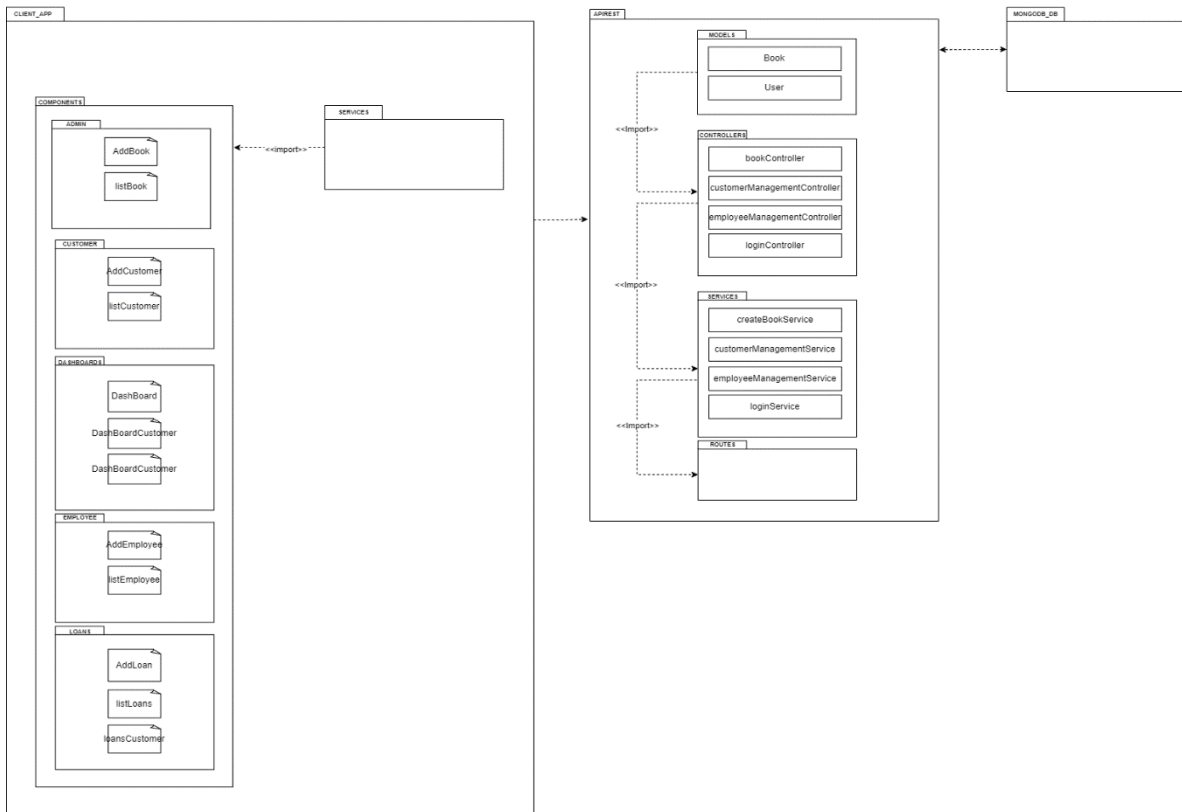 CLIENT_APP
COMPONENTS
ADMIN
AddBook
listBook
CUSTOMER
AddCustomer
listCustomer
DASHBOARDS
DashBoard
DashBoardCustomer
DashBoardCustomer
EMPLOYEE
AddEmployee
listEmployee
LOANS
AddLoan
listLoans
loansCustomer
SERVICES
<<import>>
APIREST
MODELS
Book
User
<<Import>>
CONTROLLERS
bookController
customerManagementController
employeeManagementController
loginController
<<Import>>
SERVICES
createBookService
customerManagementService
employeeManagementService
loginService
<<Import>>
ROUTES
MONGODB_DB